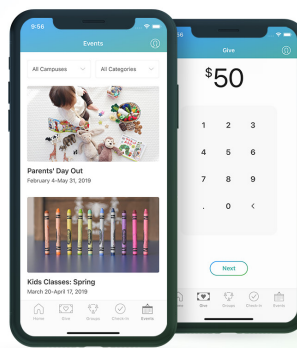 9:56
Events
All Campuses
All Categories
Parents' Day Out
February 4-May 31, 2019
Kids Classes: Spring
March 20-April 17, 2019
Home
Give
Groups
Check-In
Events
56
Give
$50
1 2 3
4 5 6
7 8 9
. 0 <
Next
Give
Groups
Check-In
Events